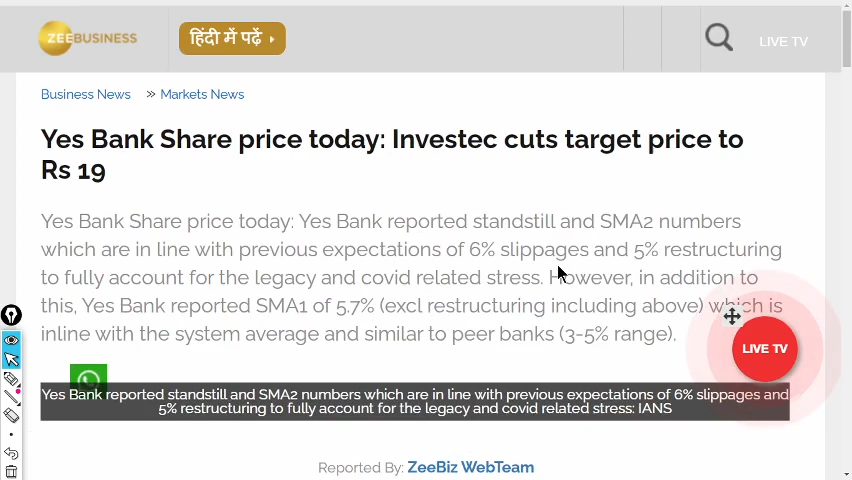 ZEEBUSINESS
हिंदी में पढ़ें
LIVE TV
Business News » Markets News
Yes Bank Share price today: Investec cuts target price to
Rs 19
Yes Bank Share price today: Yes Bank reported standstill and SMA2 numbers
which are in line with previous expectations of 6% slippages and 5% restructuring
to fully account for the legacy and covid related stress. However, in addition to
this, Yes Bank reported SMA1 of 5.7% (excl restructuring including above) which is
inline with the system average and similar to peer banks (3-5% range).
LIVE TV
Yes Bank reported standstill and SMA2 numbers which are in line with previous expectations of 6% slippages and
5% restructuring to fully account for the legacy and covid related stress: IANS
Reported By: ZeeBiz WebTeam